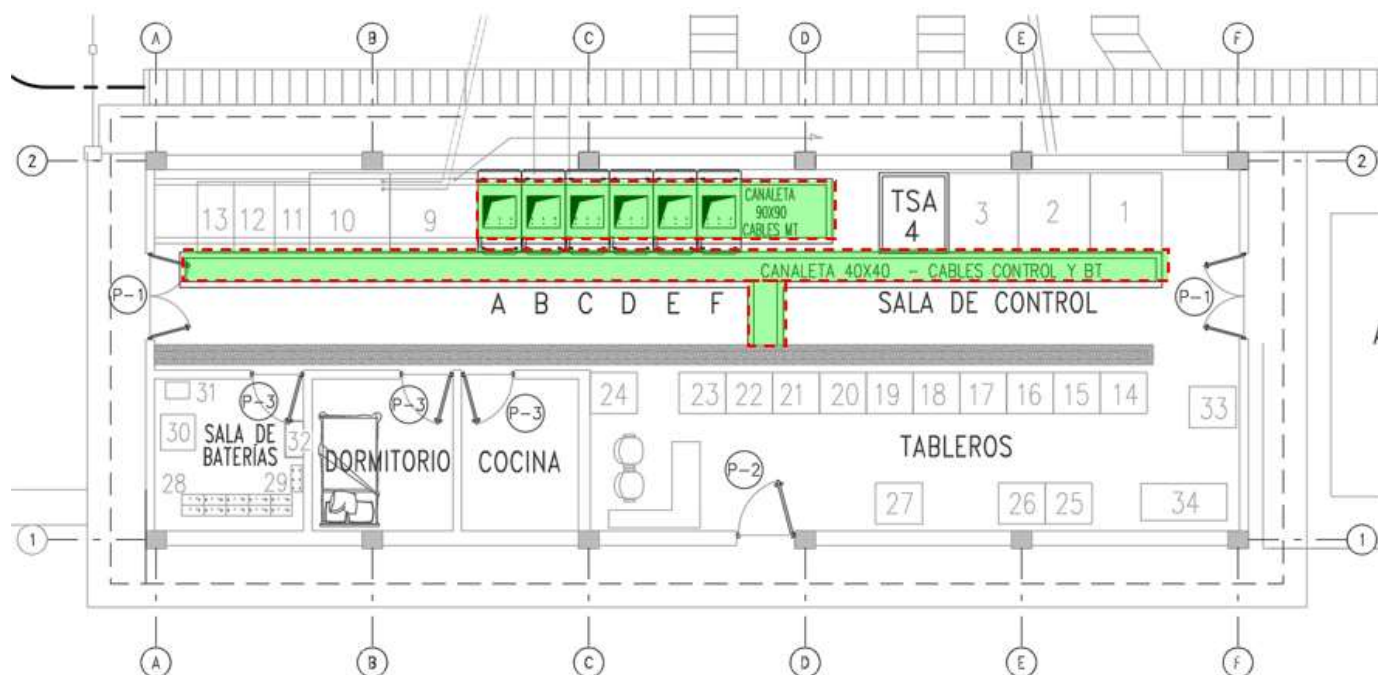 A B C D E F
2 2
13 12 11 10 9
CANALETA
90X90
CABLES MT
TSA
4
3 2 1
CANALETA 40X40 - CABLES CONTROL Y BT
P-1 P-1
A B C D E F SALA DE CONTROL
A
31 P-3 P-3 P-3 24 23 22 21 20 19 18 17 16 15 14 33
30 SALA DE
BATERÍAS
32
DORMITORIO COCINA TABLEROS
P-2
28 29 27 26 25 34
1 1
A B C D E F